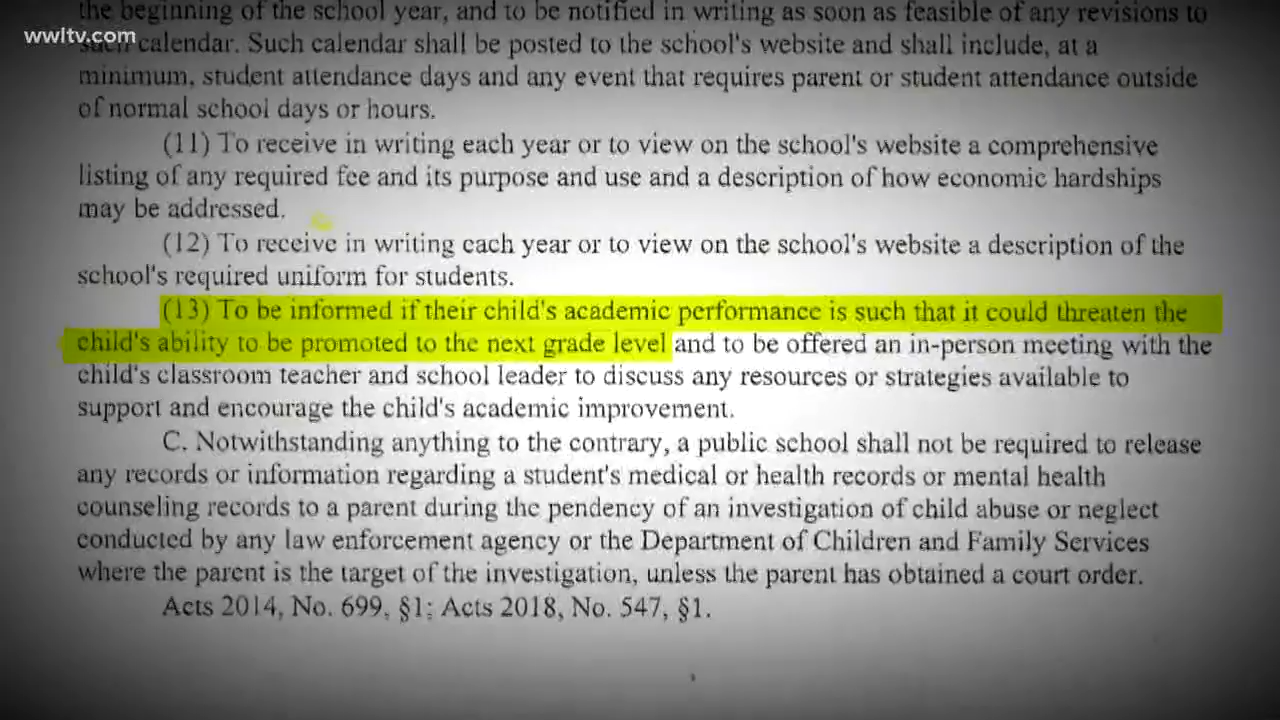 the beginning of the school year, and to be notified in writing as soon as feasible of any revisions to
wwltv.com
such calendar. Such calendar shall be posted to the school's website and shall include, at a
minimum, student attendance days and any event that requires parent or student attendance outside
of normal school days or hours.
(11) To receive in writing each year or to view on the school's website a comprehensive
listing of any required fee and its purpose and use and a description of how economic hardships
may be addressed.
(12) To receive in writing each year or to view on the school's website a description of the
school's required uniform for students.
(13) To be informed if their child's academic performance is such that it could threaten the
child's ability to be promoted to the next grade level and to be offered an in-person meeting with the
child's classroom teacher and school leader to discuss any resources or strategies available to
support and encourage the child's academic improvement.
C. Notwithstanding anything to the contrary, a public school shall not be required to release
any records or information regarding a student's medical or health records or mental health
counseling records to a parent during the pendency of an investigation of child abuse or neglect
conducted by any law enforcement agency or the Department of Children and Family Services
where the parent is the target of the investigation, unless the parent has obtained a court order.
Acts 2014, No. 699, §1; Acts 2018, No. 547, §1.